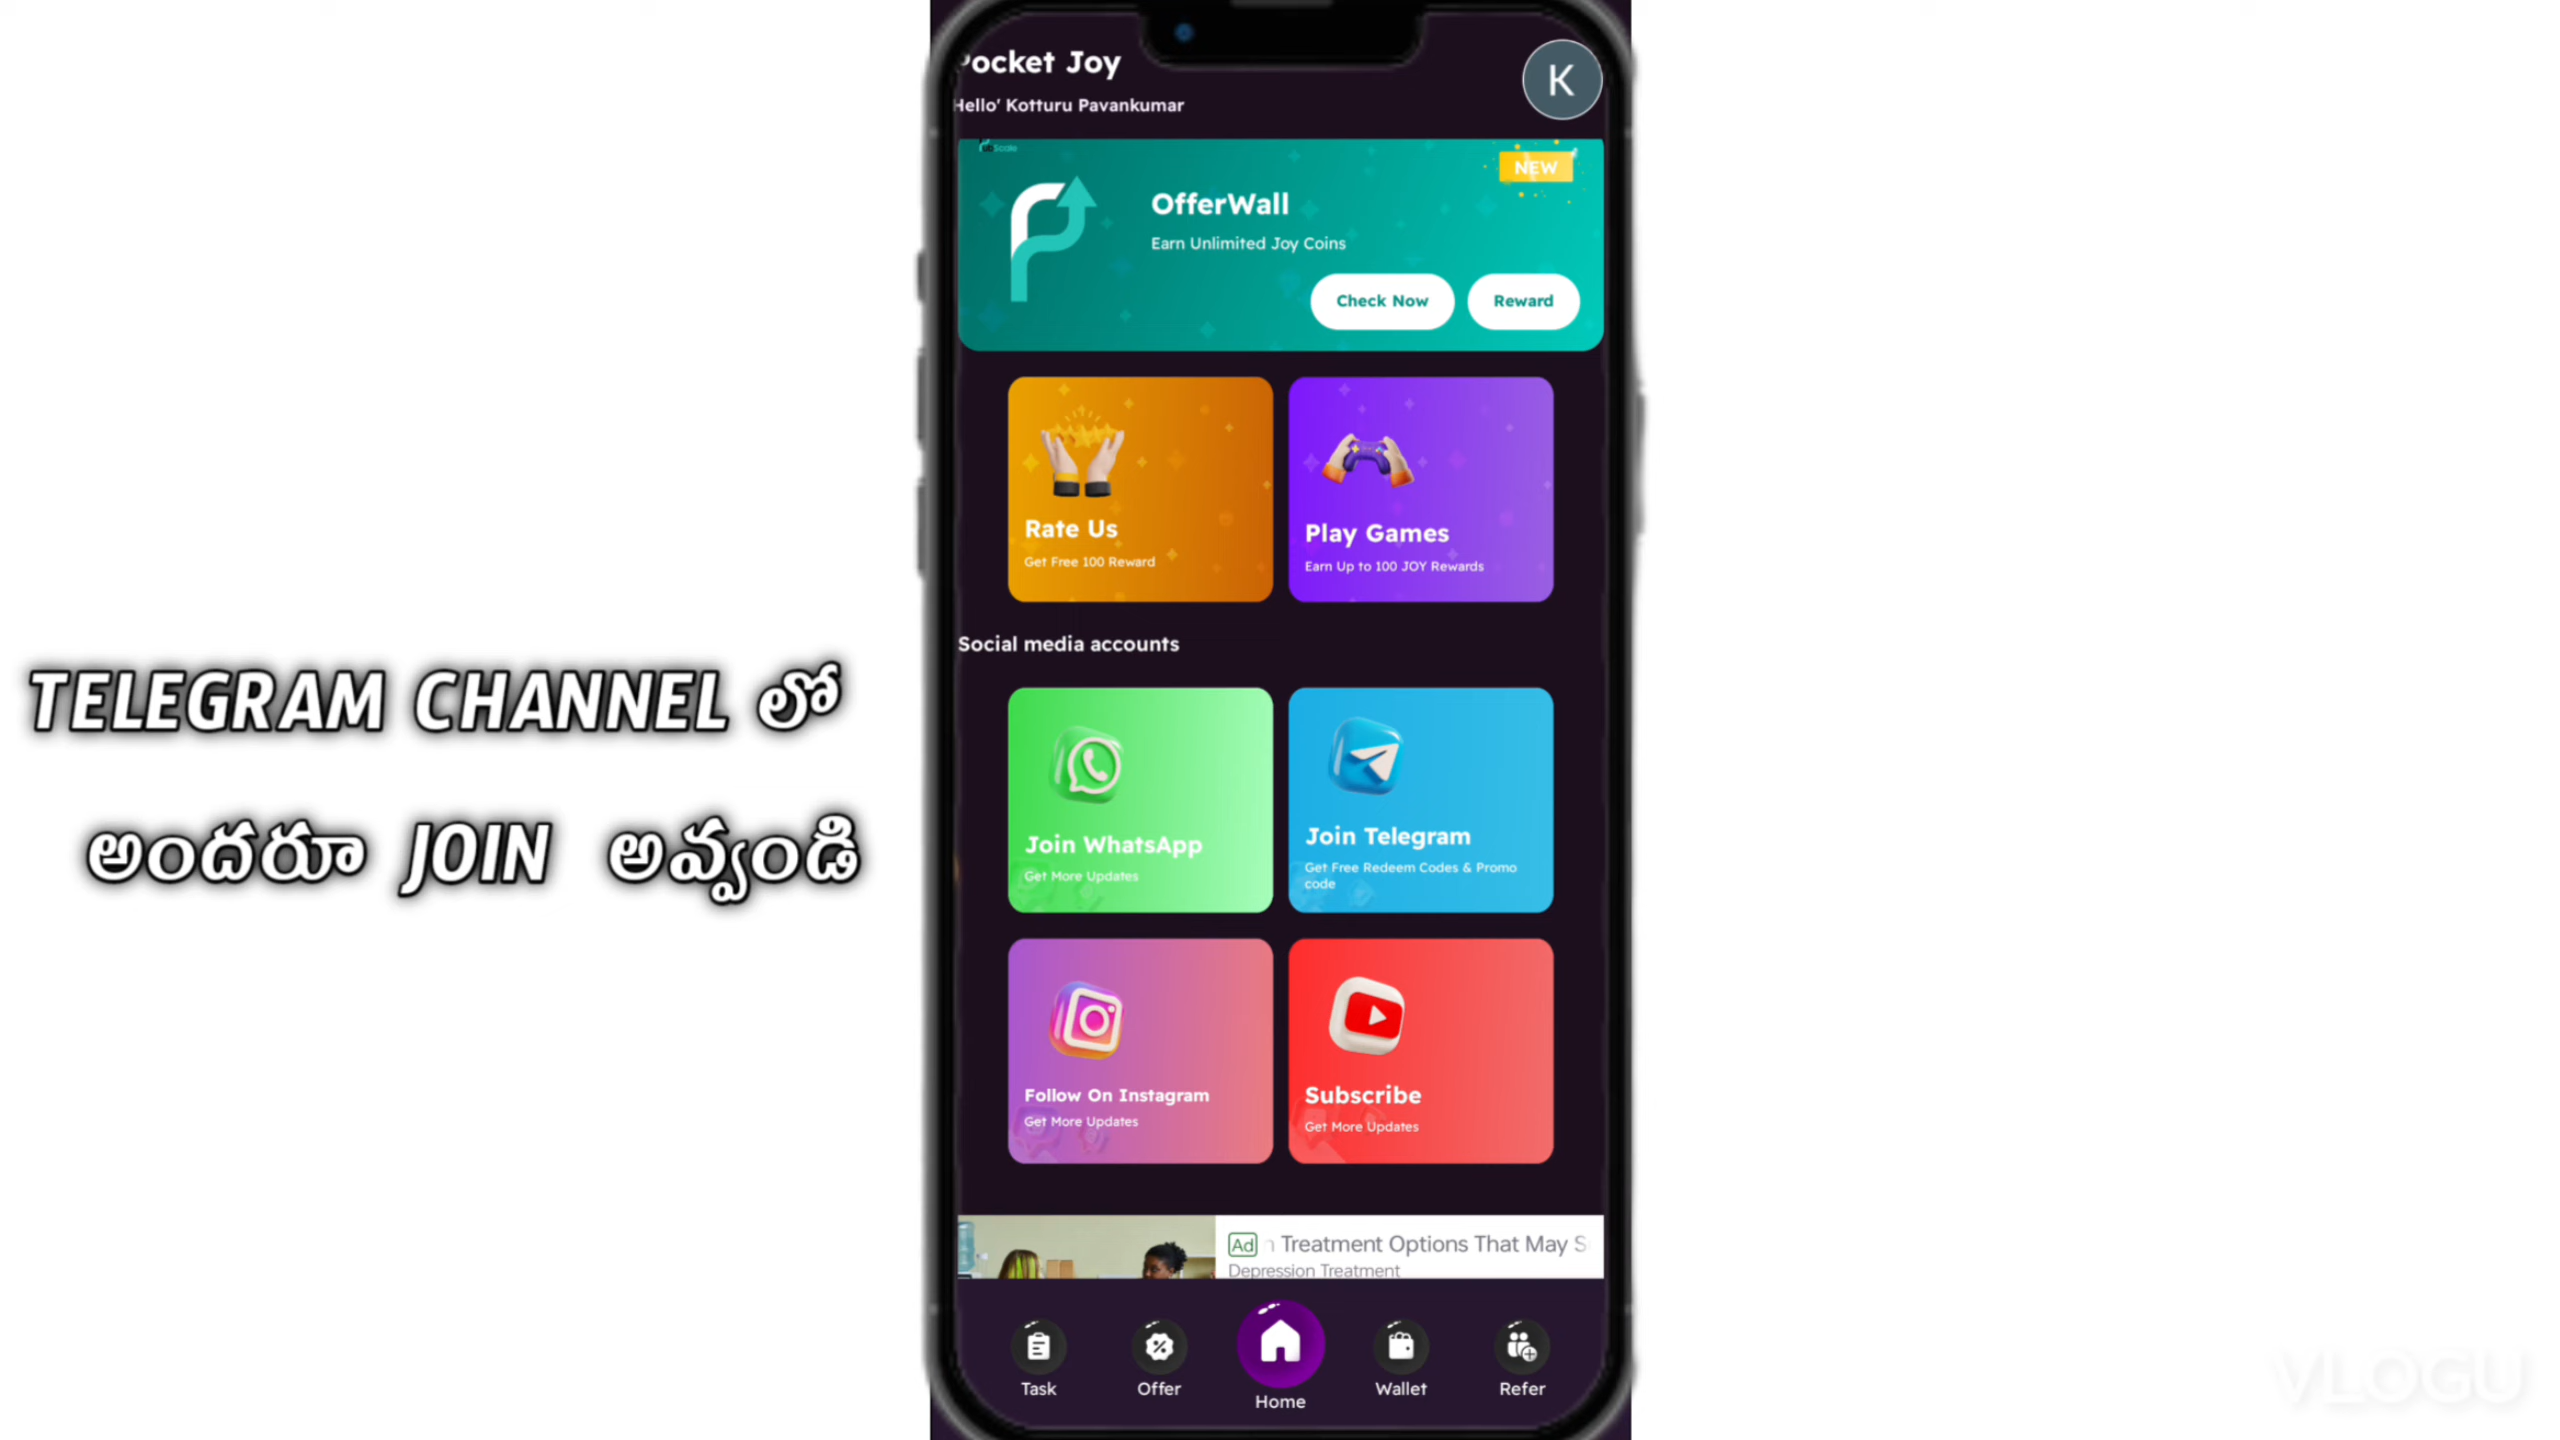 Pocket Joy
Hello' Kotturu Pavankumar
K
PubScale
NEW
OfferWall
Earn Unlimited Joy Coins
Check Now
Reward
Rate Us
Get Free 100 Reward
Play Games
Earn Up to 100 JOY Rewards
Social media accounts
TELEGRAM CHANNEL లో
అందరూ JOIN అవ్వండి
Join WhatsApp
Get More Updates
Join Telegram
Get Free Redeem Codes & Promo
code
Follow On Instagram
Get More Updates
Subscribe
Get More Updates
Ad
Treatment Options That May
Depression Treatment
Task
Offer
Home
Wallet
Refer
VLOGU